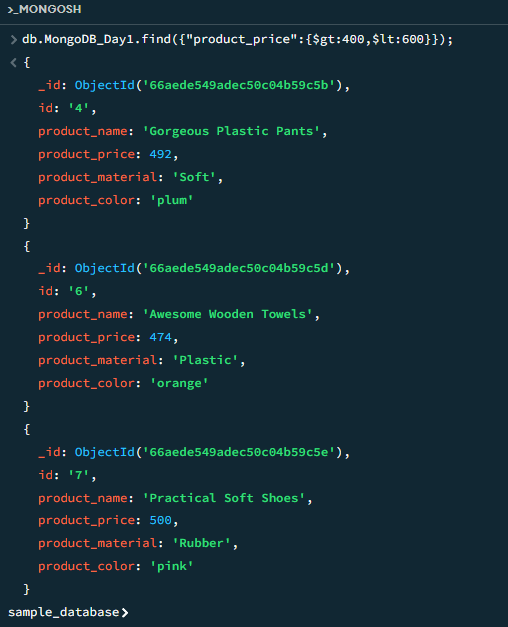 >_MONGOSH
> db.MongoDB_Day1.find({"product_price":{$gt:400,$lt:600}});
< {
_id: ObjectId('66aede549adec50c04b59c5b'),
id: '4',
product_name: 'Gorgeous Plastic Pants',
product_price: 492,
product_material: 'Soft',
product_color: 'plum'
}
{
_id: ObjectId('66aede549adec50c04b59c5d'),
id: '6',
product_name: 'Awesome Wooden Towels',
product_price: 474,
product_material: 'Plastic',
product_color: 'orange'
}
{
_id: ObjectId('66aede549adec50c04b59c5e'),
id: '7',
product_name: 'Practical Soft Shoes',
product_price: 500,
product_material: 'Rubber',
product_color: 'pink'
}
sample_database>